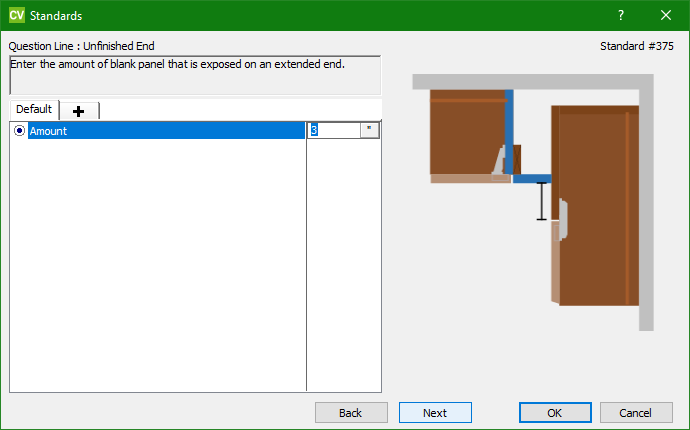 CV Standards ? ×
Question Line : Unfinished End
Standard #375
Enter the amount of blank panel that is exposed on an extended end.
Default +
Amount 3 "
Back Next OK Cancel